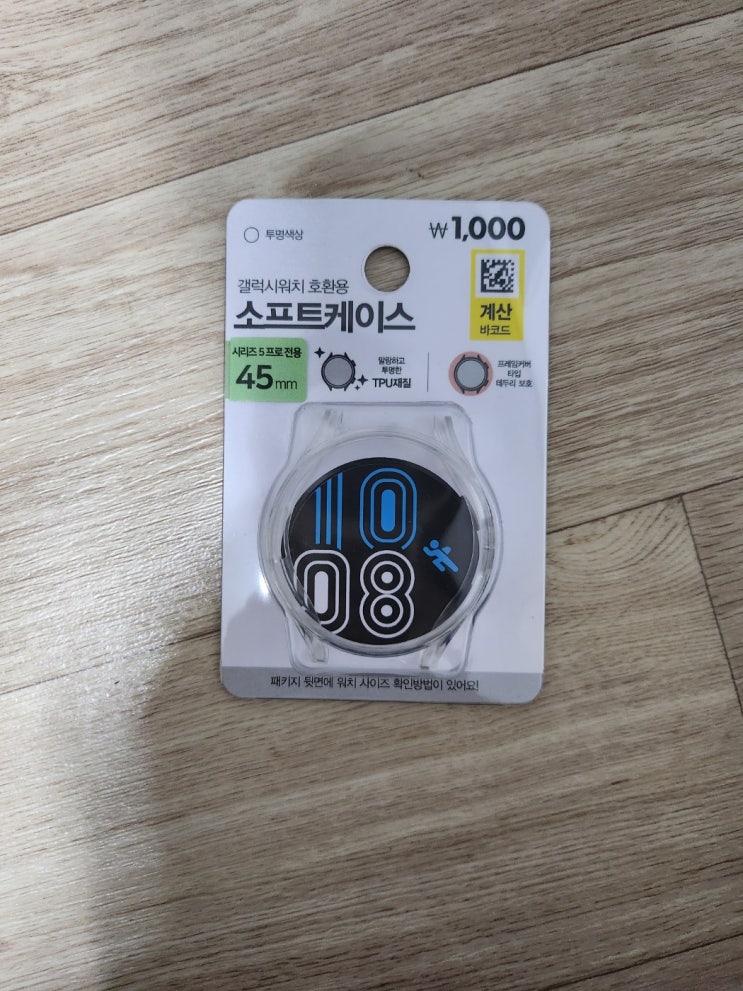 투명색상
₩1,000
갤럭시워치 호환용
소프트케이스
계산
바코드
시리즈 5 프로 전용
45mm
말랑하고
투명한
TPU재질
프레임커버
타입
테두리 보호
10
08
패키지 뒷면에 워치 사이즈 확인방법이 있어요!